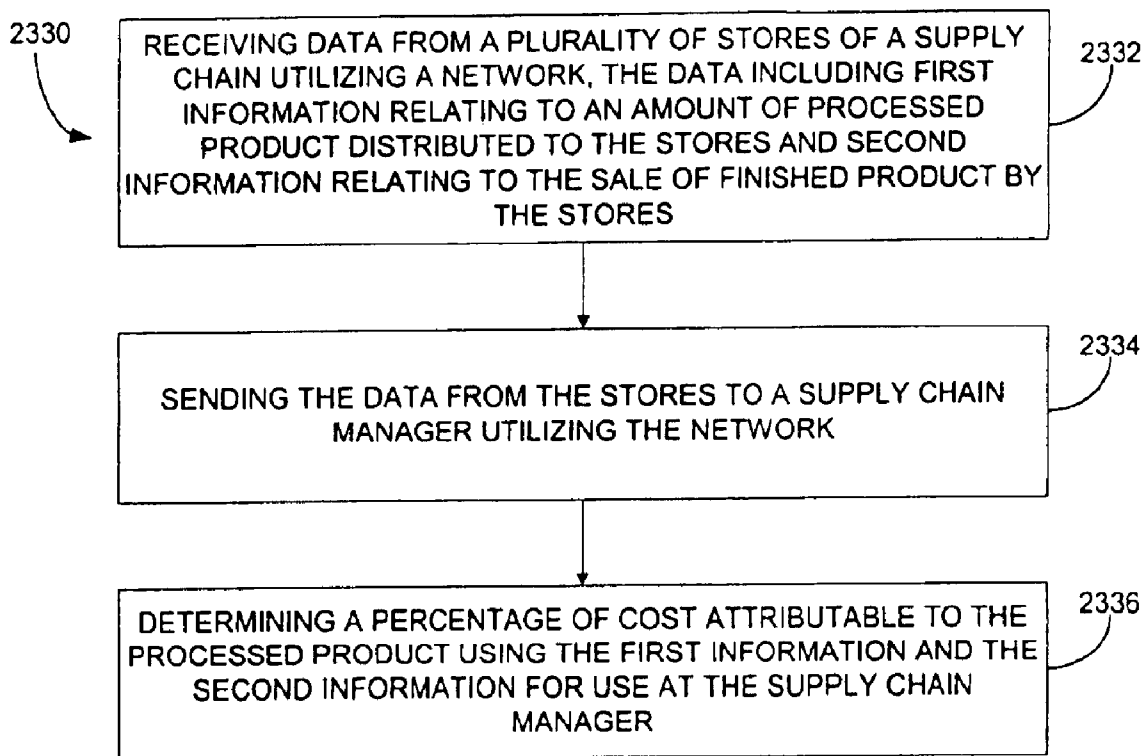 2330
RECEIVING DATA FROM A PLURALITY OF STORES OF A SUPPLY
CHAIN UTILIZING A NETWORK, THE DATA INCLUDING FIRST
INFORMATION RELATING TO AN AMOUNT OF PROCESSED
PRODUCT DISTRIBUTED TO THE STORES AND SECOND
INFORMATION RELATING TO THE SALE OF FINISHED PRODUCT BY
THE STORES
2332
SENDING THE DATA FROM THE STORES TO A SUPPLY CHAIN
MANAGER UTILIZING THE NETWORK
2334
DETERMINING A PERCENTAGE OF COST ATTRIBUTABLE TO THE
PROCESSED PRODUCT USING THE FIRST INFORMATION AND THE
SECOND INFORMATION FOR USE AT THE SUPPLY CHAIN
MANAGER
2336